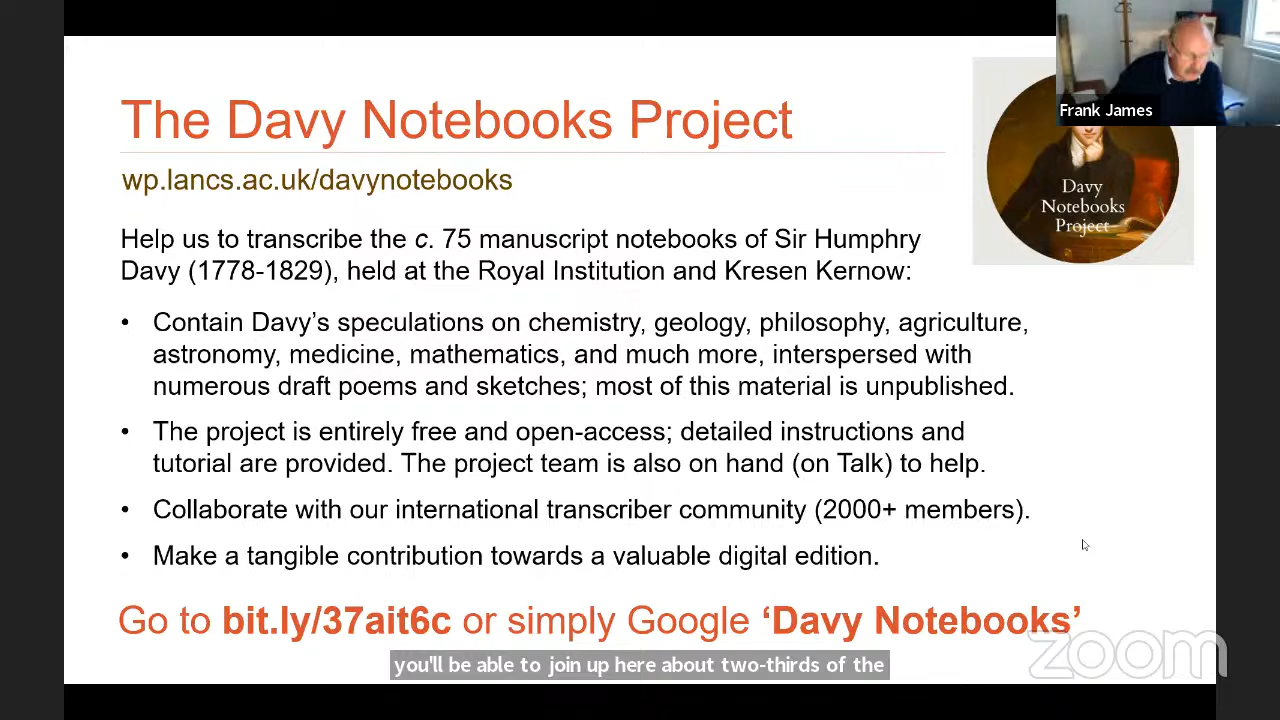 The Davy Notebooks Project
wp.lancs.ac.uk/davynotebooks
Help us to transcribe the c. 75 manuscript notebooks of Sir Humphry
Davy (1778-1829), held at the Royal Institution and Kresen Kernow:
• Contain Davy’s speculations on chemistry, geology, philosophy, agriculture,
astronomy, medicine, mathematics, and much more, interspersed with
numerous draft poems and sketches; most of this material is unpublished.
• The project is entirely free and open-access; detailed instructions and
tutorial are provided. The project team is also on hand (on Talk) to help.
• Collaborate with our international transcriber community (2000+ members).
• Make a tangible contribution towards a valuable digital edition.
Go to bit.ly/37ait6c or simply Google ‘Davy Notebooks’
Frank James
Davy
Notebooks
Project
you'll be able to join up here about two-thirds of the
zoom